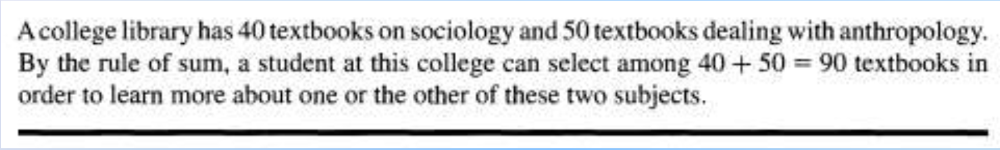 A college library has 40 textbooks on sociology and 50 textbooks dealing with anthropology.
By the rule of sum, a student at this college can select among 40 + 50 = 90 textbooks in
order to learn more about one or the other of these two subjects.